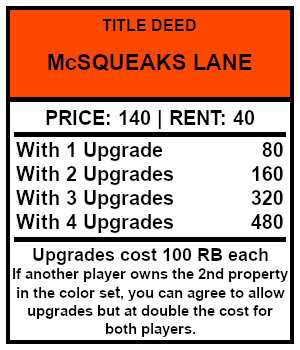 TITLE DEED
McSQUEAKS LANE
PRICE: 140 | RENT: 40
With 1 Upgrade 80
With 2 Upgrades 160
With 3 Upgrades 320
With 4 Upgrades 480
Upgrades cost 100 RB each
If another player owns the 2nd property
in the color set, you can agree to allow
upgrades but at double the cost for
both players.